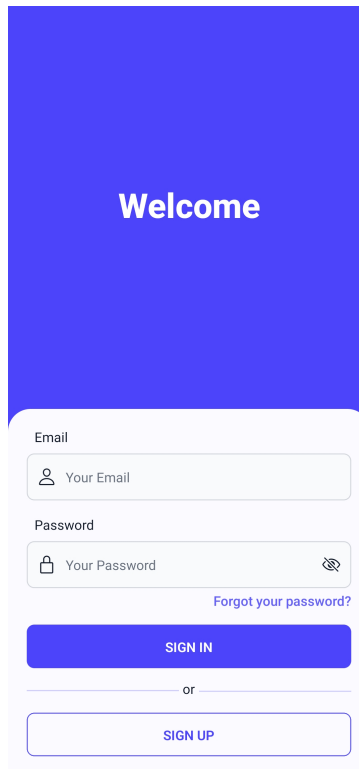 Welcome
Email
Your Email
Password
Your Password
Forgot your password?
SIGN IN
or
SIGN UP